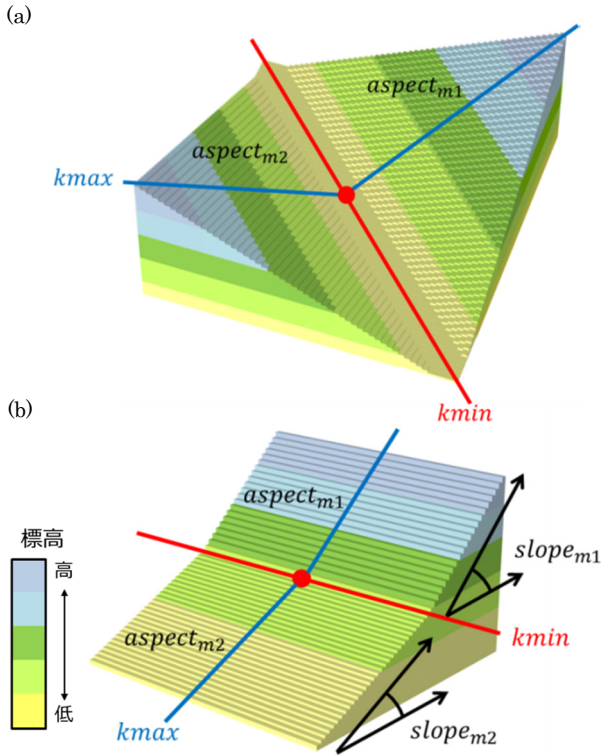 (a)
aspect_m1
aspect_m2
kmax
kmin
(b)
aspect_m1
標高
高
slope_m1
aspect_m2
kmin
低
kmax
slope_m2